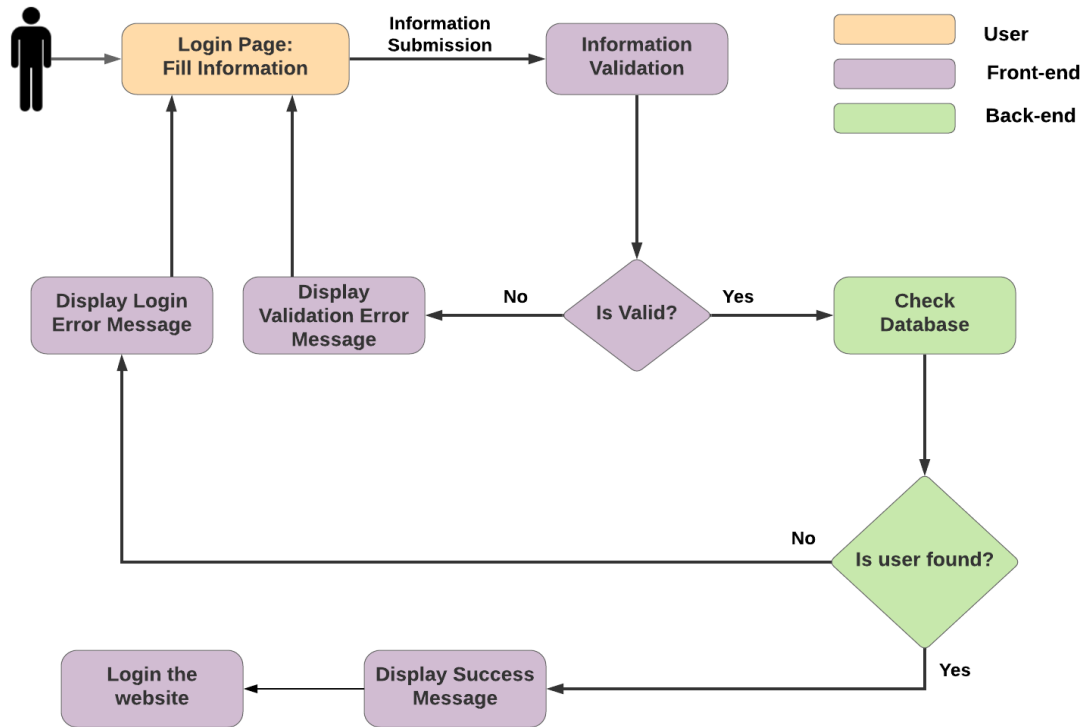 Login Page:
Fill Information
Information
Submission
Information
Validation
User
Front-end
Back-end
Display Login
Error Message
Display
Validation Error
Message
No
Is Valid?
Yes
Check
Database
No
Is user found?
Yes
Login the
website
Display Success
Message